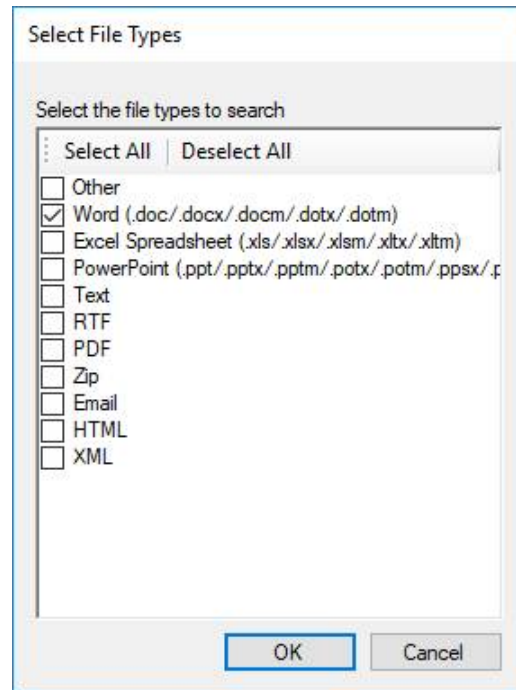 Select File Types
Select the file types to search
Select All Deselect All
Other
Word (.doc/.docx/.docm/.dotx/.dotm)
Excel Spreadsheet (.xls/.xlsx/.xlsm/.xltx/.xltm)
PowerPoint (.ppt/.pptx/.pptm/.potx/.potm/.ppsx/.p
Text
RTF
PDF
Zip
Email
HTML
XML
OK Cancel